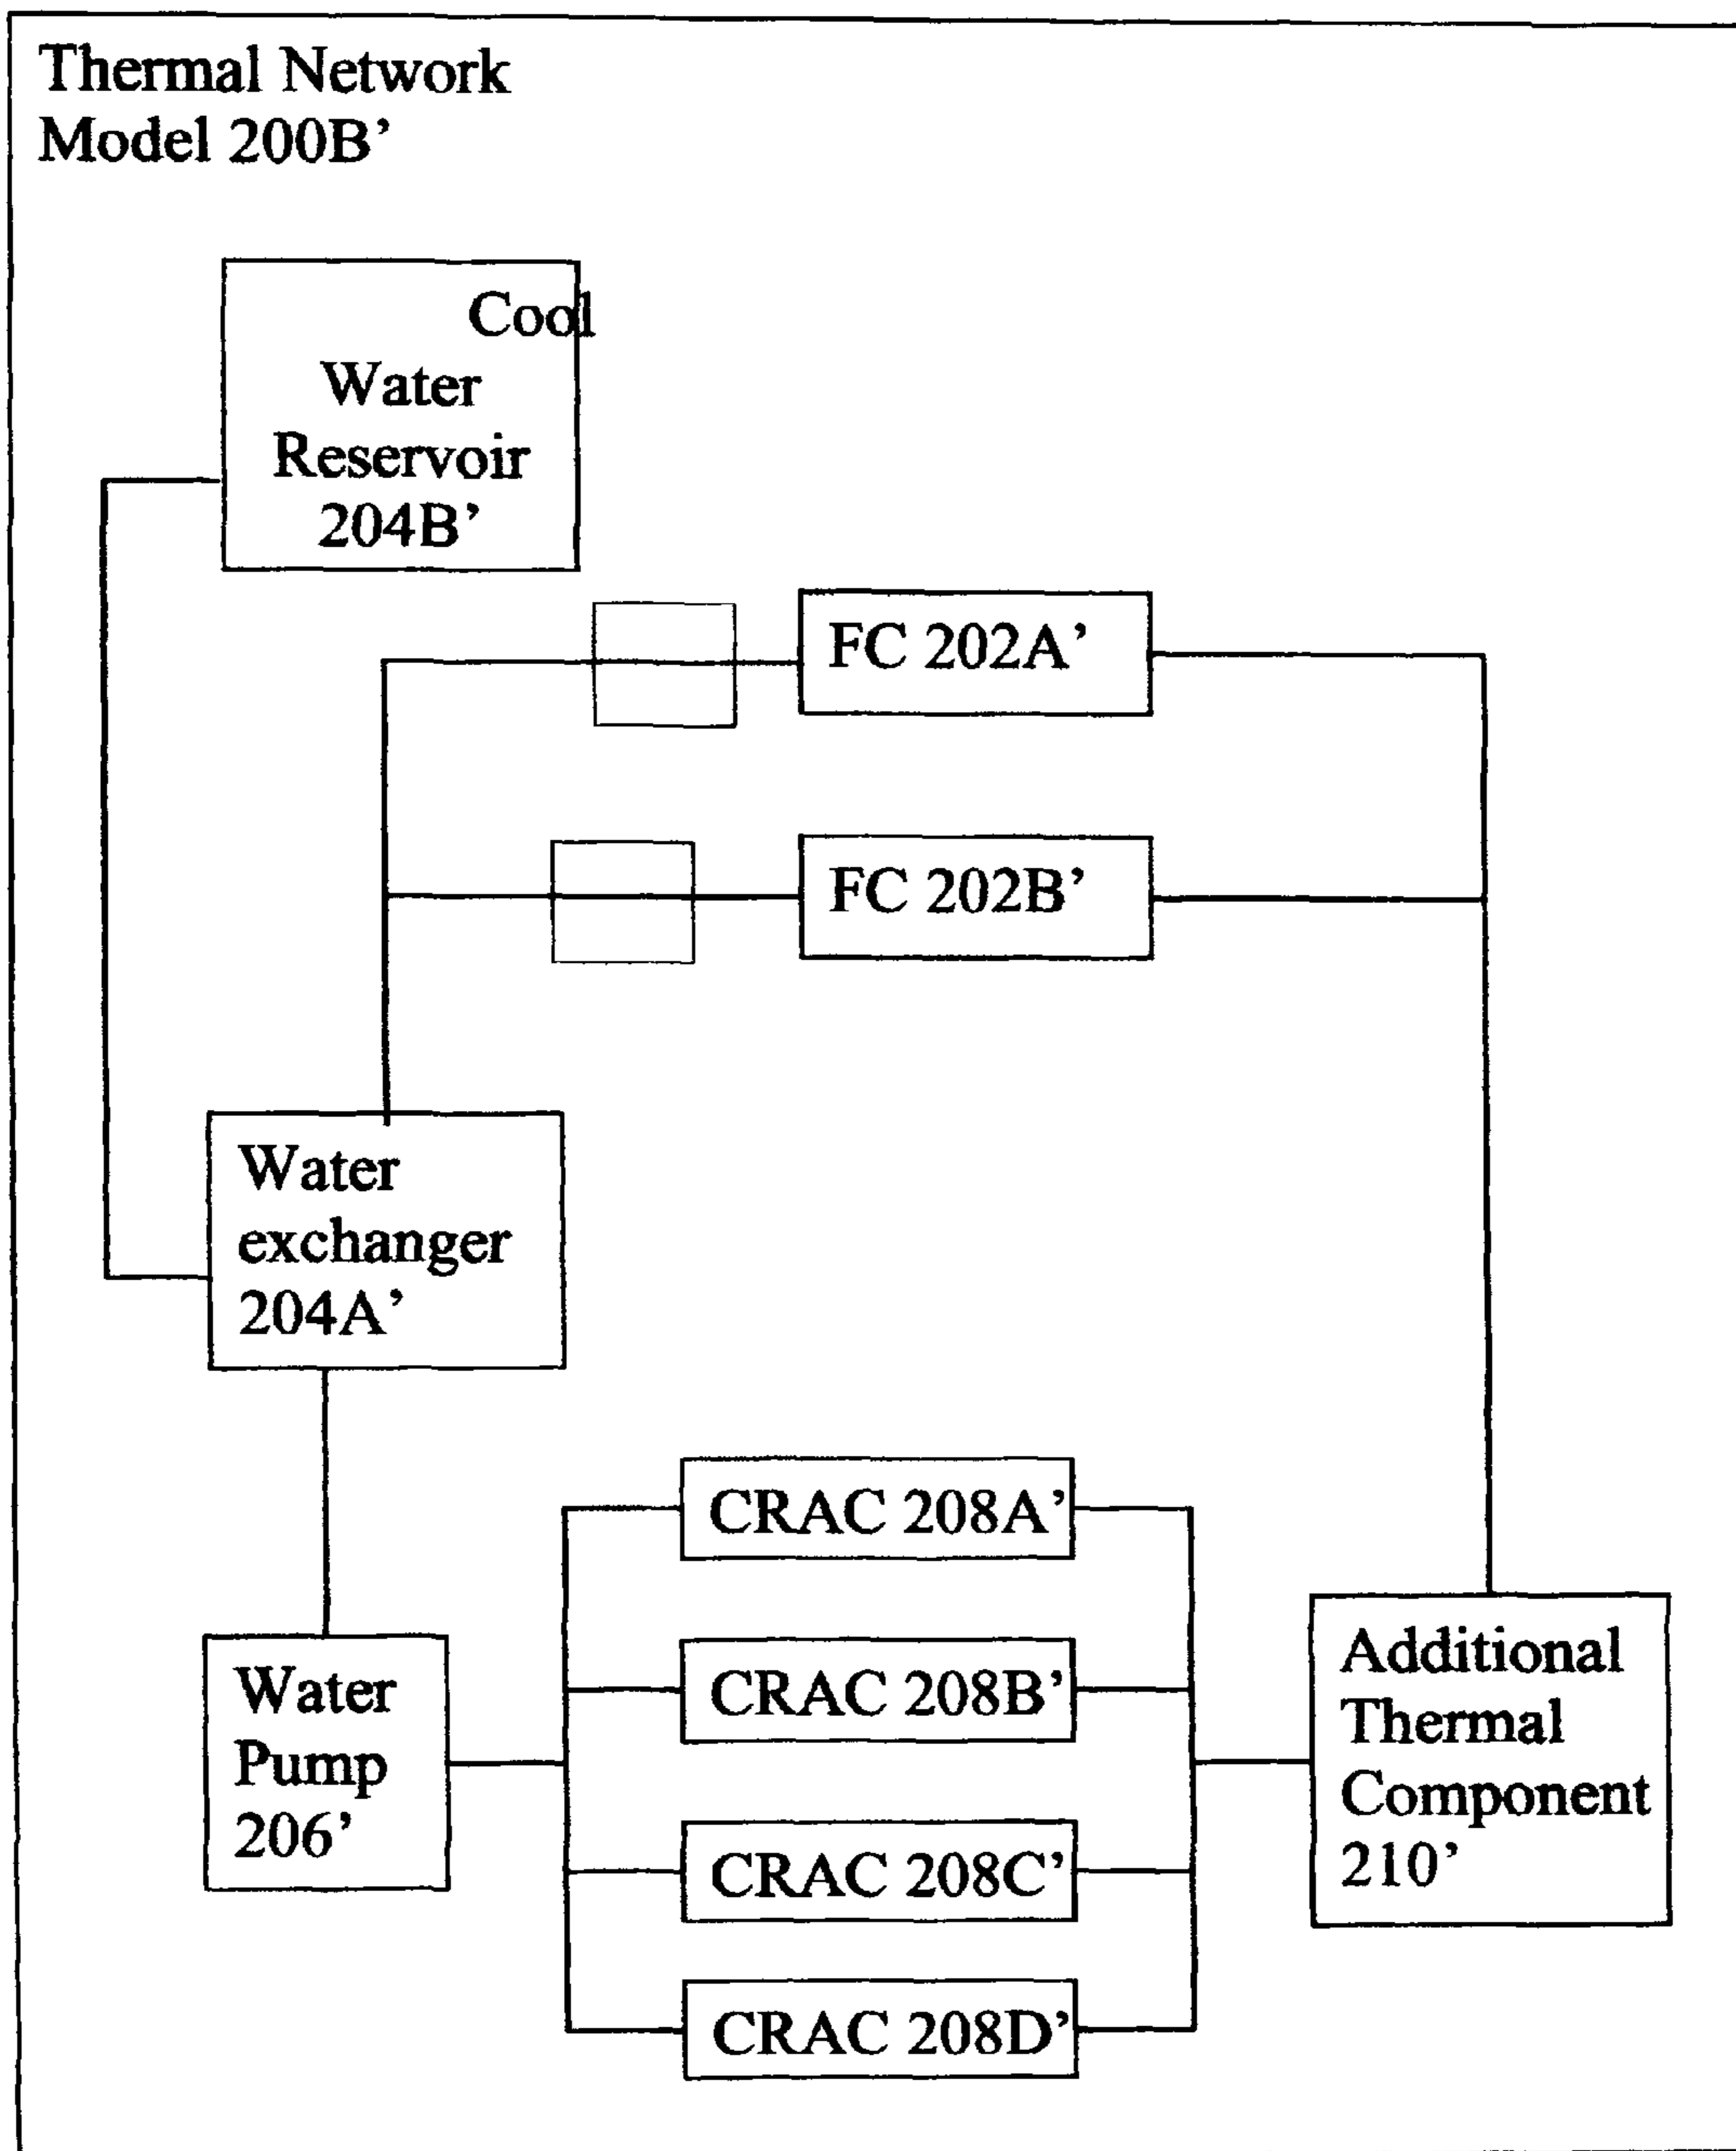 Thermal Network
Model 200B’
Cool
Water
Reservoir
204B’
FC 202A’
FC 202B’
Water
exchanger
204A’
CRAC 208A’
CRAC 208B’
CRAC 208C’
CRAC 208D’
Water
Pump
206’
Additional
Thermal
Component
210’